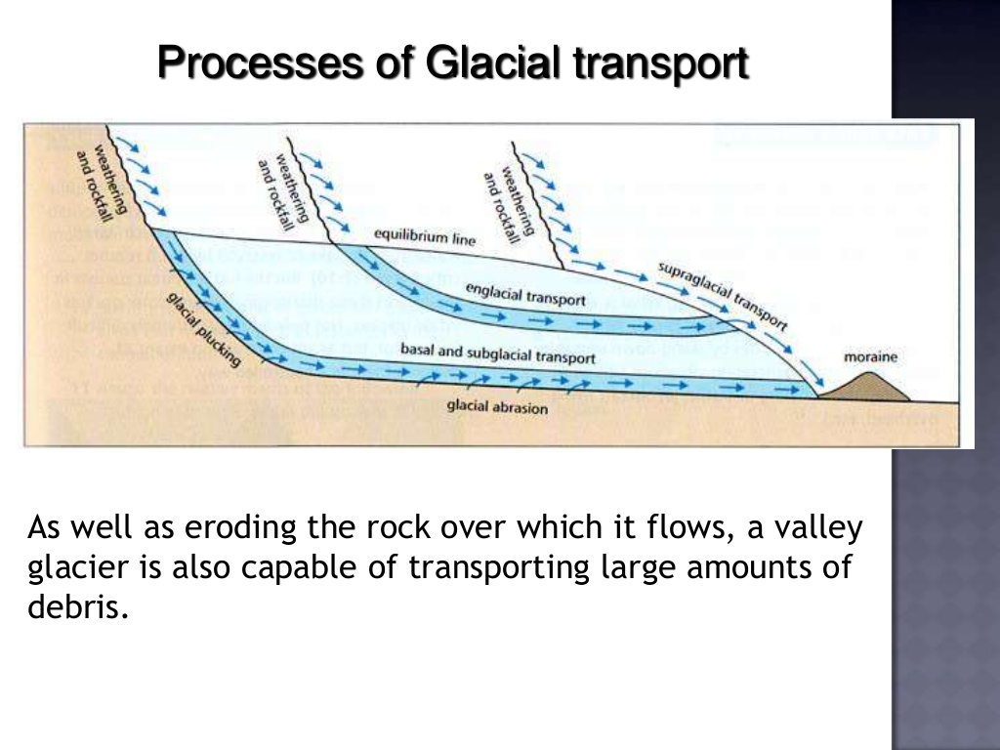 Processes of Glacial transport
weathering
and rockfall
weathering
and rockfall
weathering
and rockfall
equilibrium line
supraglacial transport
englacial transport
glacial plucking
basal and subglacial transport
moraine
glacial abrasion
As well as eroding the rock over which it flows, a valley
glacier is also capable of transporting large amounts of
debris.